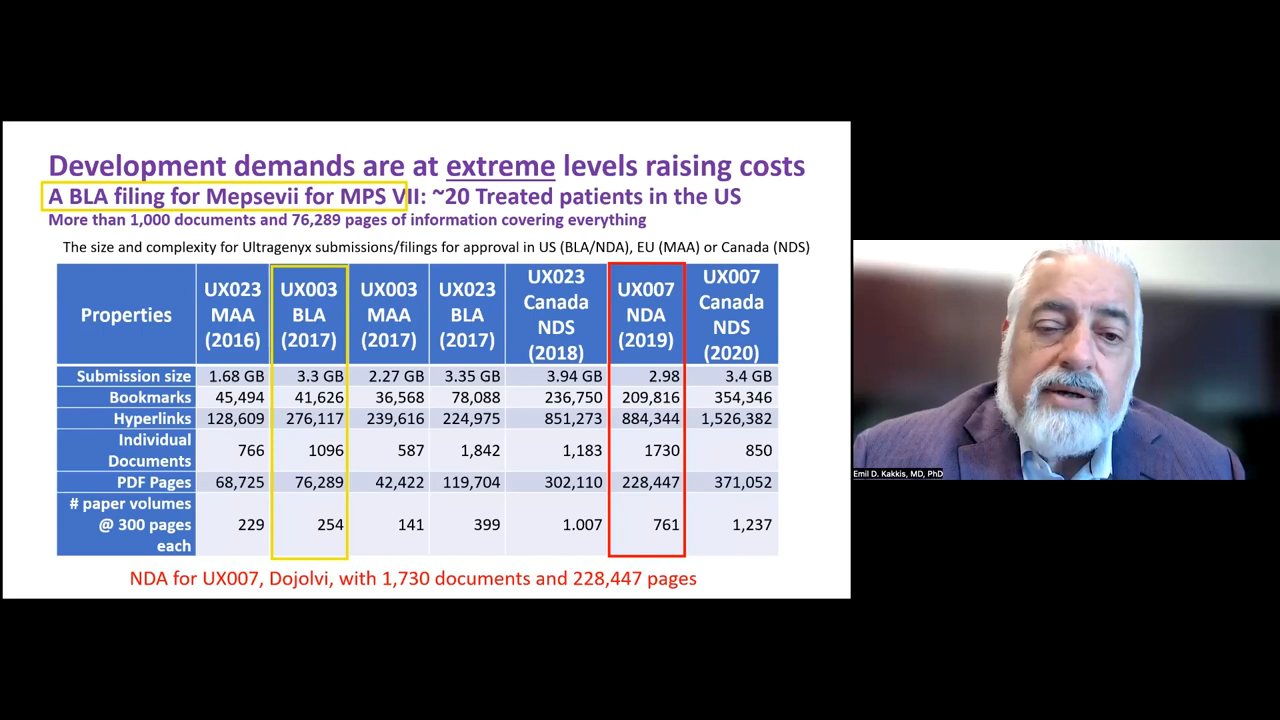 Development demands are at extreme levels raising costs
A BLA filing for Mepsevii for MPS VII: ~20 Treated patients in the US
More than 1,000 documents and 76,289 pages of information covering everything
The size and complexity for Ultragenyx submissions/filings for approval in US (BLA/NDA), EU (MAA) or Canada (NDS)
Properties UX023 MAA (2016) UX003 BLA (2017) UX003 MAA (2017) UX023 BLA (2017) UX023 Canada NDS (2018) UX007 NDA (2019) UX007 Canada NDS (2020)
Submission size 1.68 GB 3.3 GB 2.27 GB 3.35 GB 3.94 GB 2.98 3.4 GB
Bookmarks 45,494 41,626 36,568 78,088 236,750 209,816 354,346
Hyperlinks 128,609 276,117 239,616 224,975 851,273 884,344 1,526,382
Individual Documents 766 1096 587 1,842 1,183 1730 850
PDF Pages 68,725 76,289 42,422 119,704 302,110 228,447 371,052
# paper volumes @ 300 pages each 229 254 141 399 1.007 761 1,237
NDA for UX007, Dojolvi, with 1,730 documents and 228,447 pages
Emil D. Kakkis, MD, PhD